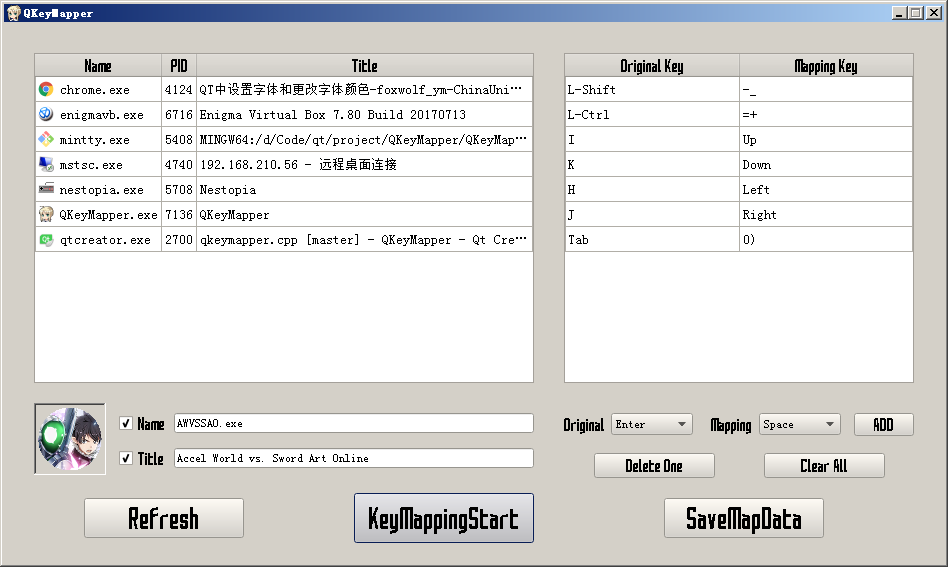 QKeyMapper
Name PID Title
chrome.exe 4124 QT中设置字体和更改字体颜色-foxwolf_ym-ChinaUni···
enigmavb.exe 6716 Enigma Virtual Box 7.80 Build 20170713
mintty.exe 5408 MINGW64:/d/Code/qt/project/QKeyMapper/QKeyMap···
mstsc.exe 4740 192.168.210.56 - 远程桌面连接
nestopia.exe 5708 Nestopia
QKeyMapper.exe 7136 QKeyMapper
qtcreator.exe 2700 qkeymapper.cpp [master] - QKeyMapper - Qt Cre···
Original Key Mapping Key
L-Shift -_
L-Ctrl =+
I Up
K Down
H Left
J Right
Tab 0)
Name AWVSSAO.exe
Title Accel World vs. Sword Art Online
Original Enter Mapping Space ADD
Delete One Clear All
Refresh KeyMappingStart SaveMapData